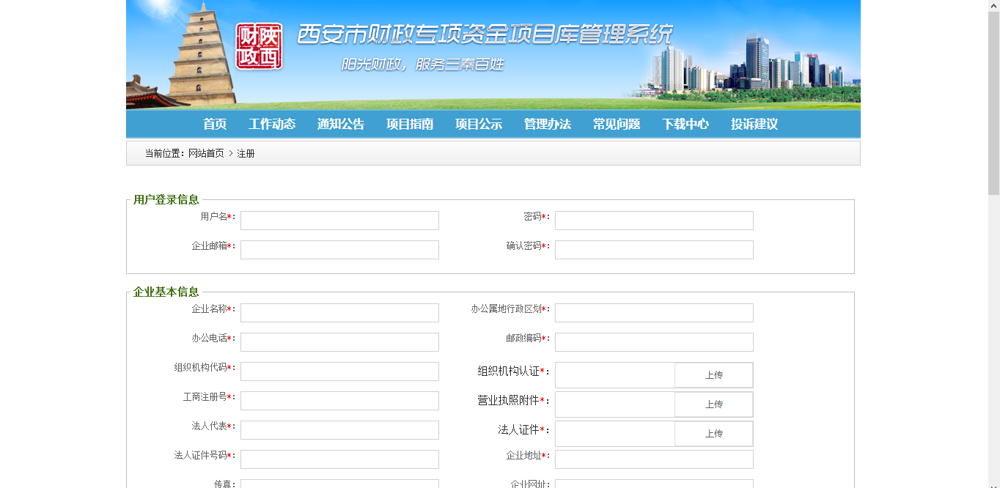 陕西财政
西安市财政专项资金项目库管理系统
阳光财政，服务三秦百姓
首页 工作动态 通知公告 项目指南 项目公示 管理办法 常见问题 下载中心 投诉建议
当前位置：网站首页 > 注册
用户登录信息
用户名*： 密码*：
企业邮箱*： 确认密码*：
企业基本信息
企业名称*： 办公属地行政区划*：
办公电话*： 邮政编码*：
组织机构代码*： 组织机构认证*： 上传
工商注册号*： 营业执照附件*： 上传
法人代表*： 法人证件*： 上传
法人证件号码*： 企业地址*：
传真： 企业网址：